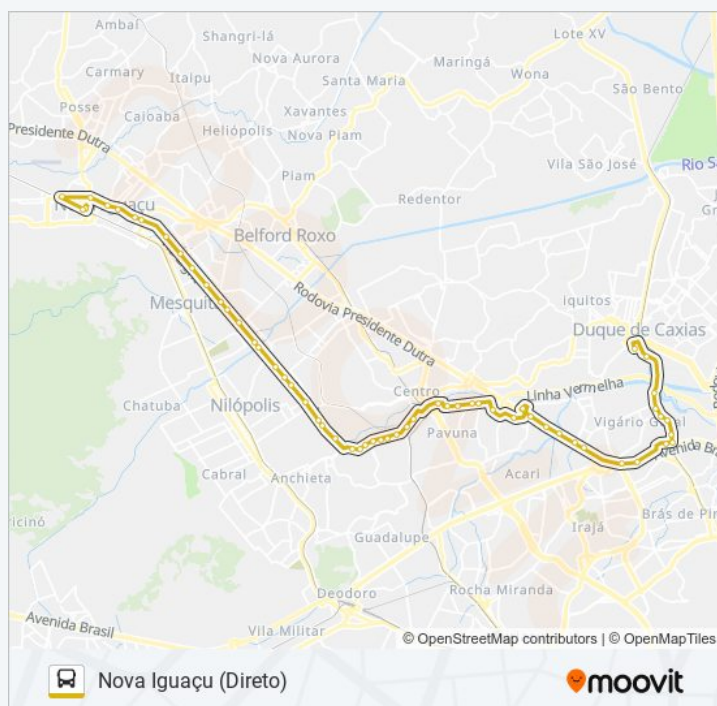 Ambaí
Shangri-lá
Lote XV
Carmary
Itaipu
Nova Aurora
Maringá
Santa Maria
Wona
São Bento
Posse
Caioaba
Xavantes
Presidente Dutra
Heliópolis
Nova Piam
Vila São José
Piam
Redentor
Belford Roxo
Rodovia Presidente Dutra
Iquitos
Mesquita
Duque de Caxias
Chatuba
Centro
Linha Vermelha
Nilópolis
Pavuna
Vigário Geral
Avenida Bra
Cabral
Anchieta
Acari
Brás de Pin
ricinó
Irajá
Guadalupe
Rocha Miranda
Deodoro
Avenida Brasil
Vila Militar
© OpenStreetMap contributors | © OpenMapTiles
Nova Iguaçu (Direto)
moovit